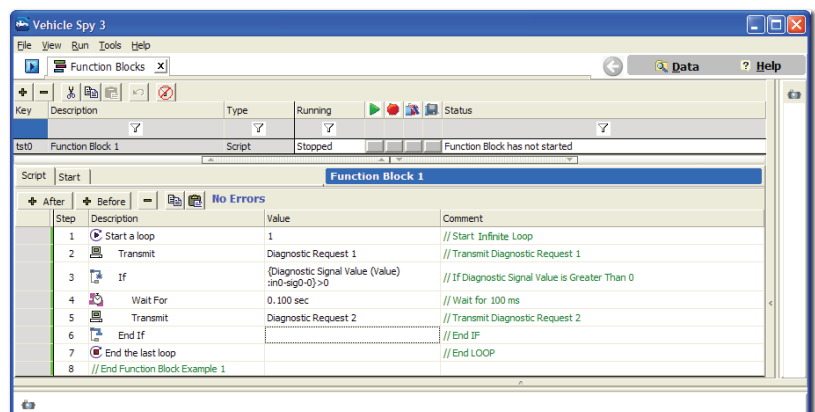 Vehicle Spy 3
File View Run Tools Help
Function Blocks X Data ? Help
Key Description Type Running Status
tst0 Function Block 1 Script Stopped Function Block has not started
Script Start Function Block 1
After Before No Errors
Step Description Value Comment
1 Start a loop 1 // Start Infinite Loop
2 Transmit Diagnostic Request 1 // Transmit Diagnostic Request 1
3 If {Diagnostic Signal Value (Value) :in0-sig0-0}>0 // If Diagnostic Signal Value is Greater Than 0
4 Wait For 0.100 sec // Wait for 100 ms
5 Transmit Diagnostic Request 2 // Transmit Diagnostic Request 2
6 End If // End IF
7 End the last loop // End LOOP
8 // End Function Block Example 1